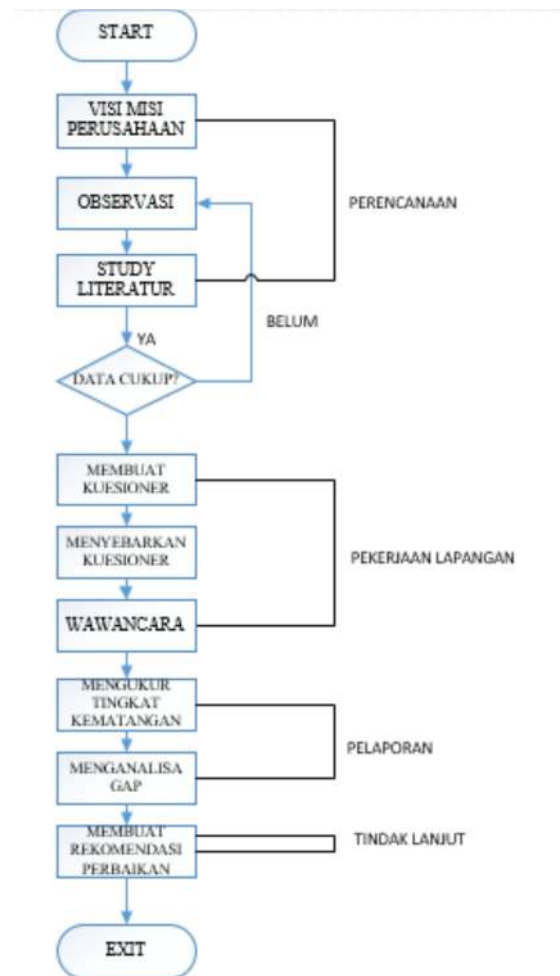 START
VISI MISI
PERUSAHAAN
OBSERVASI
PERENCANAAN
STUDY
LITERATUR
BELUM
YA
DATA CUKUP?
MEMBUAT
KUESIONER
MENYEBARKAN
KUESIONER
PEKERJAAN LAPANGAN
WAWANCARA
MENGUKUR
TINGKAT
KEMATANGAN
PELAPORAN
MENGANALISA
GAP
MEMBUAT
REKOMENDASI
PERBAIKAN
TINDAK LANJUT
EXIT